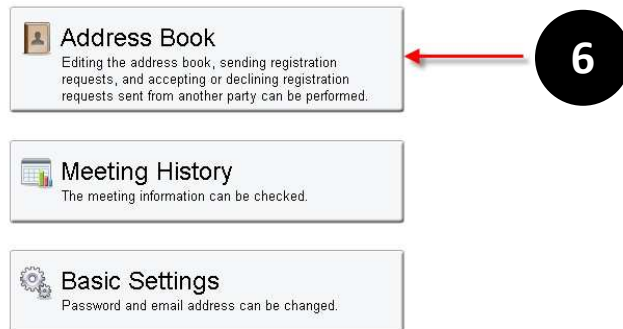 Address Book
Editing the address book, sending registration
requests, and accepting or declining registration
requests sent from another party can be performed.
6
Meeting History
The meeting information can be checked.
Basic Settings
Password and email address can be changed.